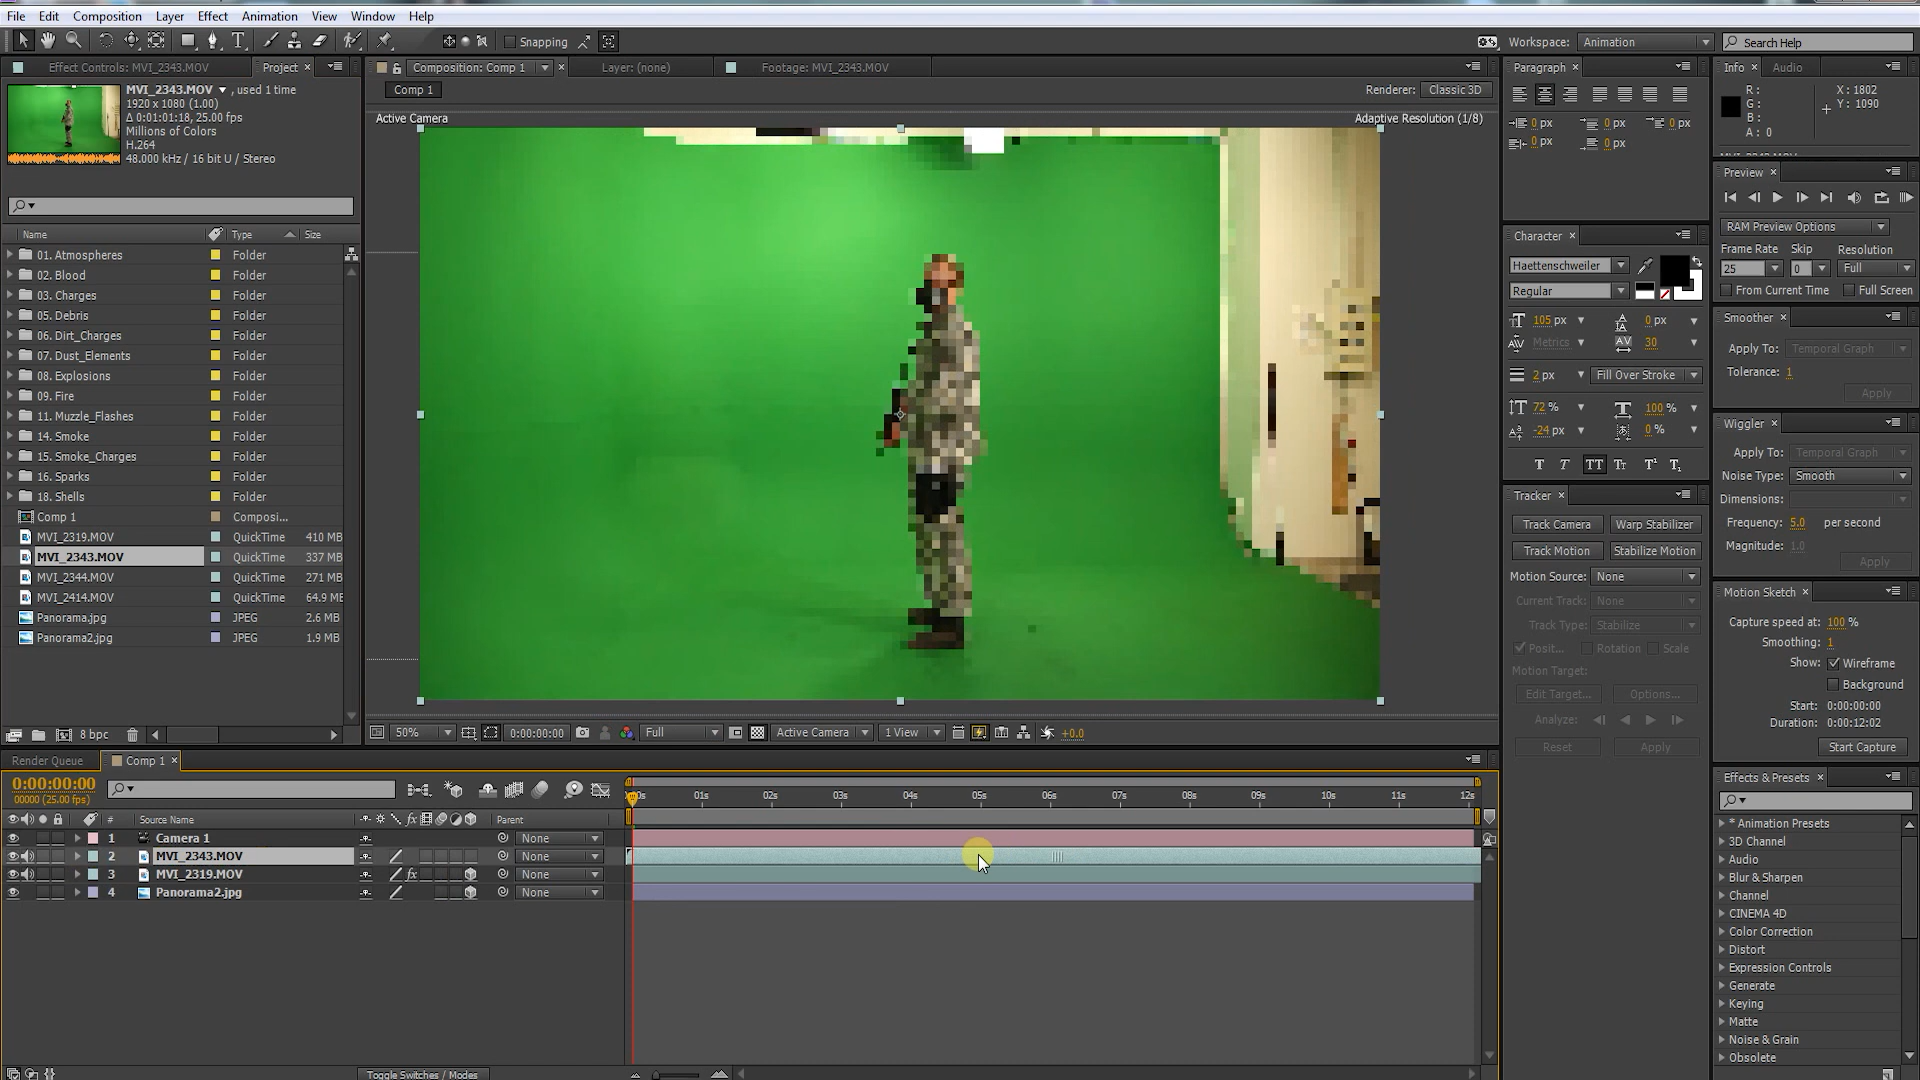 File Edit Composition Layer Effect Animation View Window Help
Snapping
Workspace: Animation
Search Help
Effect Controls: MVI_2343.MOV
Project
MVI_2343.MOV , used 1 time
1920 x 1080 (1.00)
Δ 0:01:01:18, 25.00 fps
Millions of Colors
H.264
48.000 kHz / 16 bit U / Stereo
Name Type Size
01. Atmospheres Folder
02. Blood Folder
03. Charges Folder
05. Debris Folder
06. Dirt_Charges Folder
07. Dust_Elements Folder
08. Explosions Folder
09. Fire Folder
11. Muzzle_Flashes Folder
14. Smoke Folder
15. Smoke_Charges Folder
16. Sparks Folder
18. Shells Folder
Comp 1 Composi...
MVI_2319.MOV QuickTime 410 MB
MVI_2343.MOV QuickTime 337 MB
MVI_2344.MOV QuickTime 271 MB
MVI_2414.MOV QuickTime 64.9 MB
Panorama.jpg JPEG 2.6 MB
Panorama2.jpg JPEG 1.9 MB
8 bpc
Composition: Comp 1
Layer: (none)
Footage: MVI_2343.MOV
Comp 1
Renderer: Classic 3D
Active Camera
Adaptive Resolution (1/8)
50% 0:00:00:00 Full Active Camera 1 View +0.0
Paragraph
0 px 0 px 0 px
0 px 0 px
Character
Haettenschweiler
Regular
105 px 0 px
Metrics 30
2 px Fill Over Stroke
72 % 100 %
-24 px 0 %
T T TT Tt T¹ T₁
Tracker
Track Camera Warp Stabilizer
Track Motion Stabilize Motion
Motion Source: None
Current Track: None
Track Type: Stabilize
Posit... Rotation Scale
Motion Target:
Edit Target... Options...
Analyze:
Reset Apply
Info Audio
R : X : 1802
G : Y : 1090
B :
A : 0
Preview
RAM Preview Options
Frame Rate Skip Resolution
25 0 Full
From Current Time Full Screen
Smoother
Apply To: Temporal Graph
Tolerance: 1
Apply
Wiggler
Apply To: Temporal Graph
Noise Type: Smooth
Dimensions:
Frequency: 5.0 per second
Magnitude: 1.0
Apply
Motion Sketch
Capture speed at: 100 %
Smoothing: 1
Show: Wireframe
Background
Start: 0:00:00:00
Duration: 0:00:12:02
Start Capture
Effects & Presets
* Animation Presets
3D Channel
Audio
Blur & Sharpen
Channel
CINEMA 4D
Color Correction
Distort
Expression Controls
Generate
Keying
Matte
Noise & Grain
Obsolete
Render Queue Comp 1
0:00:00:00
00000 (25.00 fps)
01s 02s 03s 04s 05s 06s 07s 08s 09s 10s 11s 12s
# Source Name Parent
1 Camera 1 None
2 MVI_2343.MOV None
3 MVI_2319.MOV fx None
4 Panorama2.jpg None
Toggle Switches / Modes